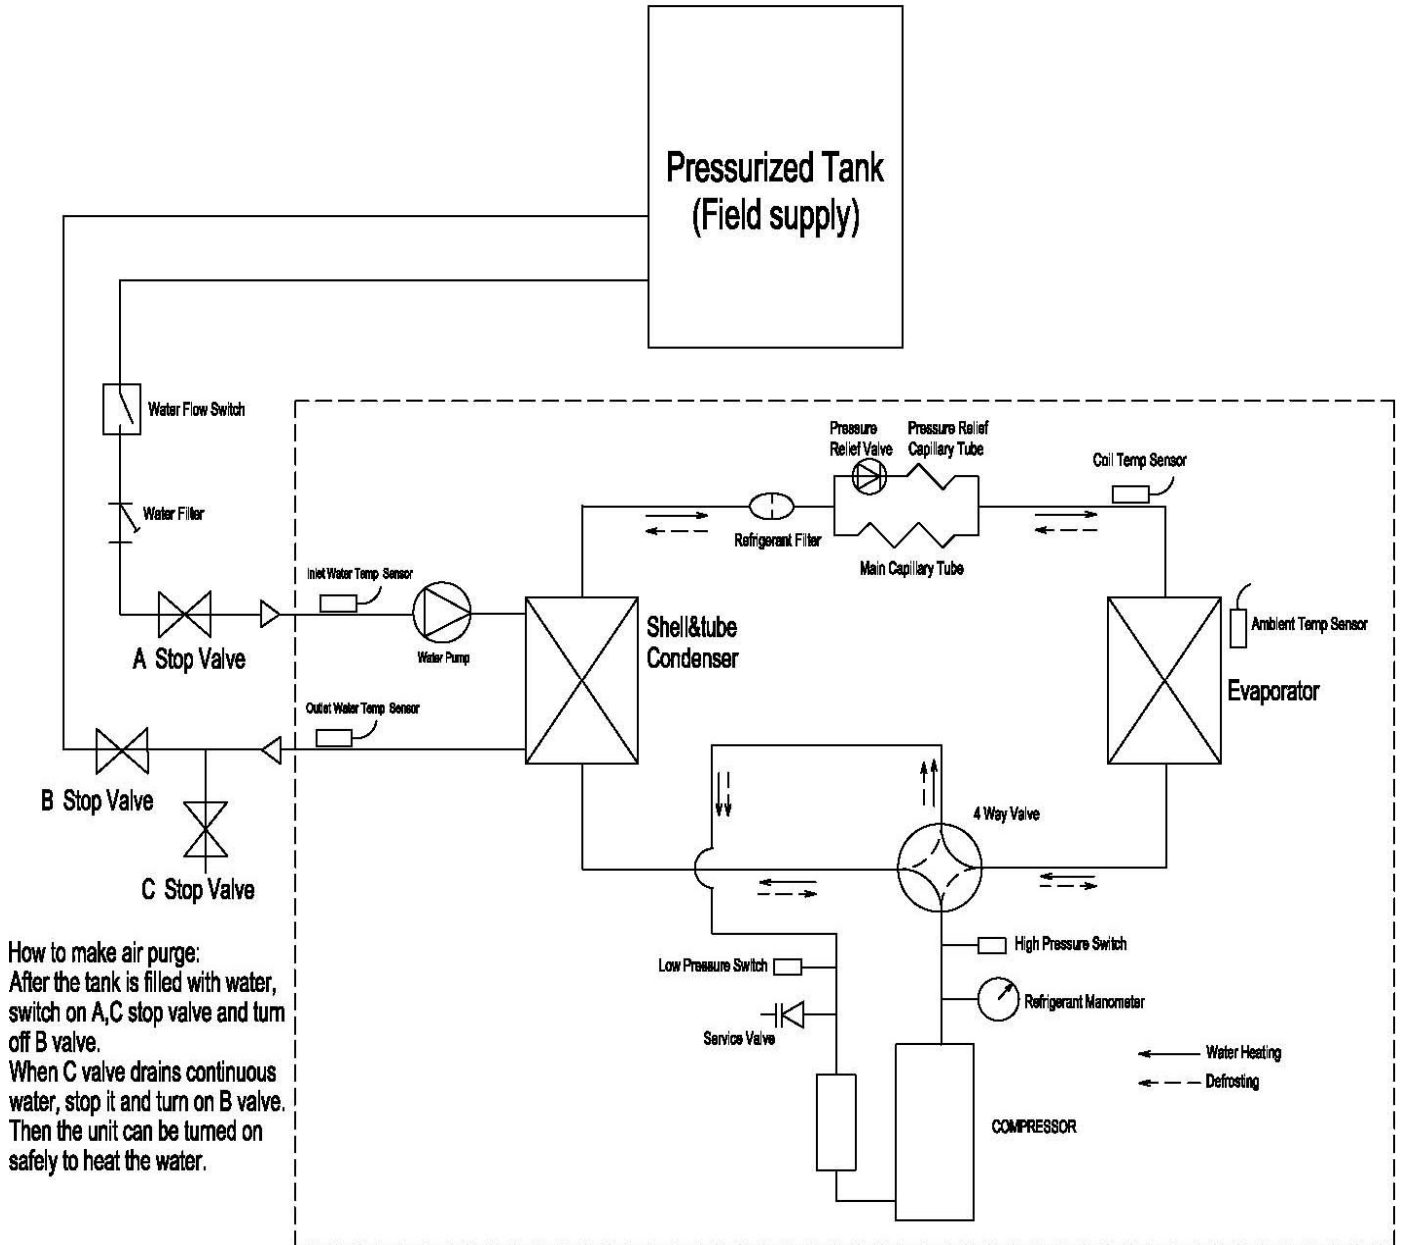 Pressurized Tank
(Field supply)
Water Flow Switch
Water Filter
Pressure
Relief Valve
Pressure Relief
Capillary Tube
Coil Temp Sensor
Refrigerant Filter
Main Capillary Tube
Inlet Water Temp Sensor
Water Pump
A Stop Valve
Shell&tube
Condenser
Ambient Temp Sensor
Evaporator
Outlet Water Temp Sensor
B Stop Valve
C Stop Valve
4 Way Valve
High Pressure Switch
Low Pressure Switch
Refrigerant Manometer
Service Valve
COMPRESSOR
Water Heating
Defrosting
How to make air purge:
After the tank is filled with water,
switch on A,C stop valve and turn
off B valve.
When C valve drains continuous
water, stop it and turn on B valve.
Then the unit can be turned on
safely to heat the water.